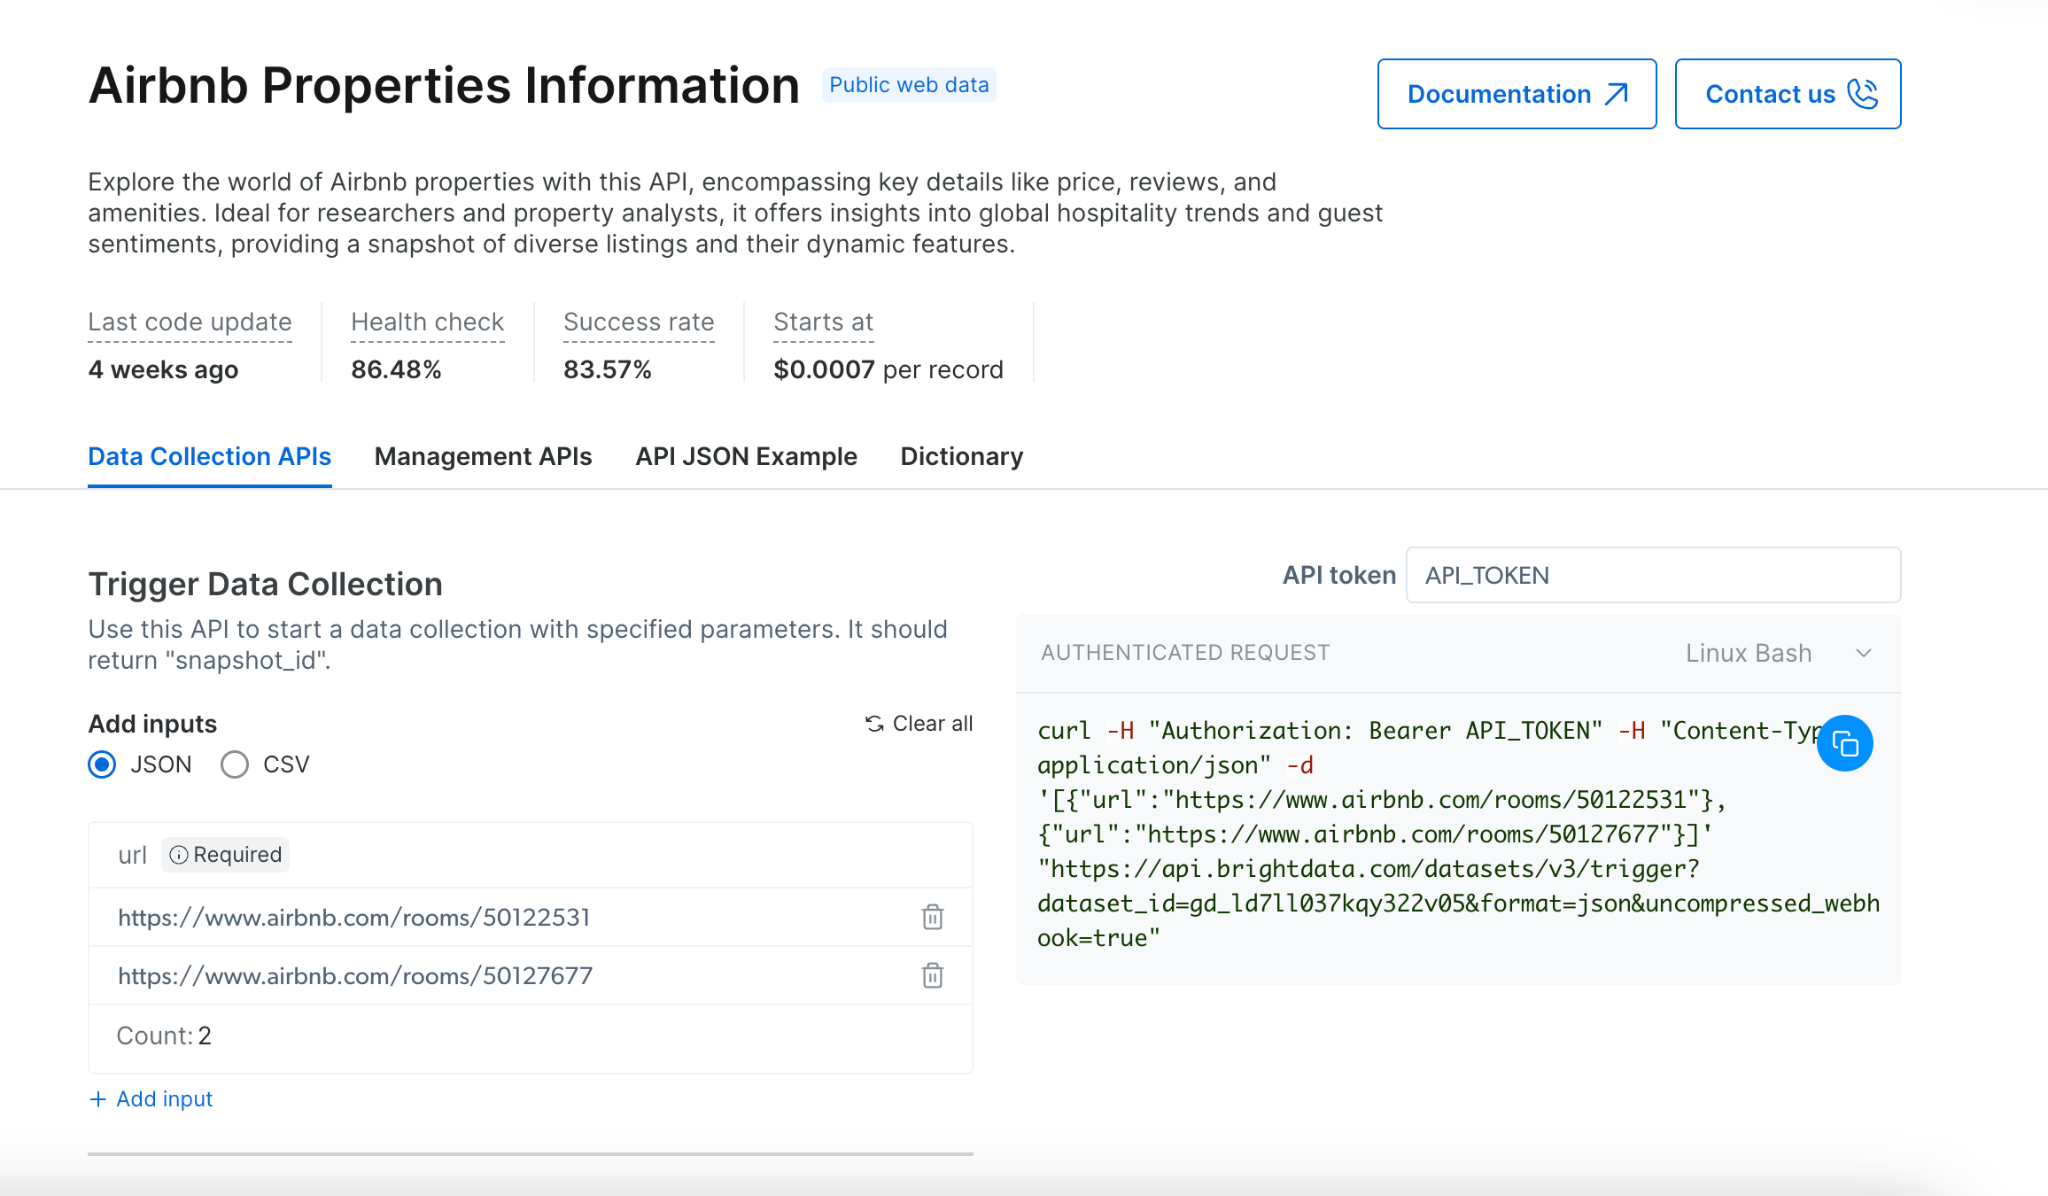 Airbnb Properties Information
Public web data
Documentation
Contact us
Explore the world of Airbnb properties with this API, encompassing key details like price, reviews, and
amenities. Ideal for researchers and property analysts, it offers insights into global hospitality trends and guest
sentiments, providing a snapshot of diverse listings and their dynamic features.
Last code update
4 weeks ago
Health check
86.48%
Success rate
83.57%
Starts at
$0.0007 per record
Data Collection APIs
Management APIs
API JSON Example
Dictionary
Trigger Data Collection
Use this API to start a data collection with specified parameters. It should
return "snapshot_id".
Add inputs
Clear all
JSON
CSV
url
Required
https://www.airbnb.com/rooms/50122531
https://www.airbnb.com/rooms/50127677
Count: 2
+ Add input
API token
API_TOKEN
AUTHENTICATED REQUEST
Linux Bash
curl -H "Authorization: Bearer API_TOKEN" -H "Content-Typ
application/json" -d
'[{"url":"https://www.airbnb.com/rooms/50122531"},
{"url":"https://www.airbnb.com/rooms/50127677"}]'
"https://api.brightdata.com/datasets/v3/trigger?
dataset_id=gd_ld7ll037kqy322v05&format=json&uncompressed_webh
ook=true"